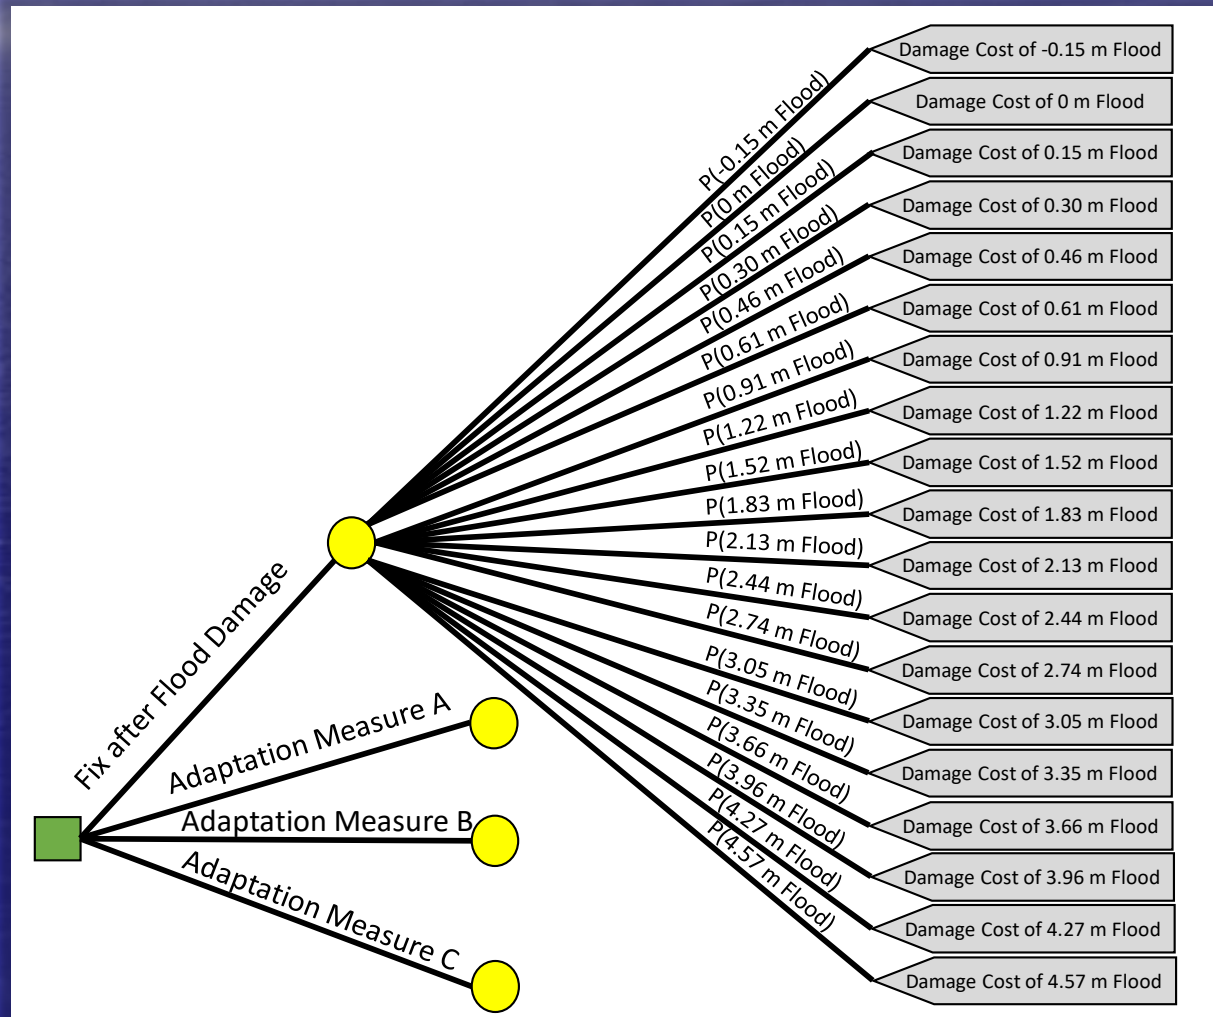 Damage Cost of -0.15 m Flood
Damage Cost of 0 m Flood
Damage Cost of 0.15 m Flood
Damage Cost of 0.30 m Flood
Damage Cost of 0.46 m Flood
Damage Cost of 0.61 m Flood
Damage Cost of 0.91 m Flood
Damage Cost of 1.22 m Flood
Damage Cost of 1.52 m Flood
Damage Cost of 1.83 m Flood
Damage Cost of 2.13 m Flood
Damage Cost of 2.44 m Flood
Damage Cost of 2.74 m Flood
Damage Cost of 3.05 m Flood
Damage Cost of 3.35 m Flood
Damage Cost of 3.66 m Flood
Damage Cost of 3.96 m Flood
Damage Cost of 4.27 m Flood
Damage Cost of 4.57 m Flood
P(-0.15 m Flood)
P(0 m Flood)
P(0.15 m Flood)
P(0.30 m Flood)
P(0.46 m Flood)
P(0.61 m Flood)
P(0.91 m Flood)
P(1.22 m Flood)
P(1.52 m Flood)
P(1.83 m Flood)
P(2.13 m Flood)
P(2.44 m Flood)
P(2.74 m Flood)
P(3.05 m Flood)
P(3.35 m Flood)
P(3.66 m Flood)
P(3.96 m Flood)
P(4.27 m Flood)
P(4.57 m Flood)
Fix after Flood Damage
Adaptation Measure A
Adaptation Measure B
Adaptation Measure C